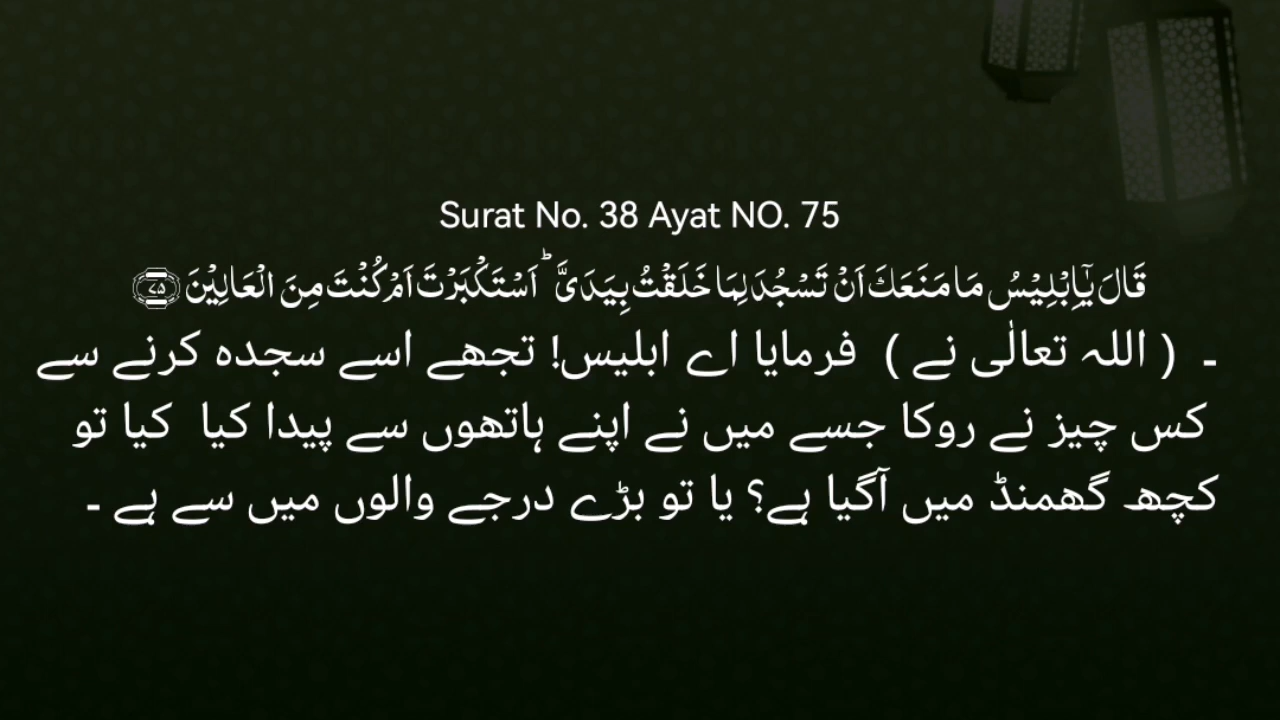 Surat No. 38 Ayat NO. 75
قَالَ يٰۤاِبْلِيْسُ مَا مَنَعَكَ اَنْ تَسْجُدَ لِمَا خَلَقْتُ بِيَدَىَّ ؕ اَسْتَكْبَرْتَ اَمْ كُنْتَ مِنَ الْعَالِيْنَ ﴿۷۵﴾
۔ ( اللہ تعالٰی نے ) فرمایا اے ابلیس! تجھے اسے سجدہ کرنے سے
کس چیز نے روکا جسے میں نے اپنے ہاتھوں سے پیدا کیا کیا تو
کچھ گھمنڈ میں آگیا ہے؟ یا تو بڑے درجے والوں میں سے ہے ۔